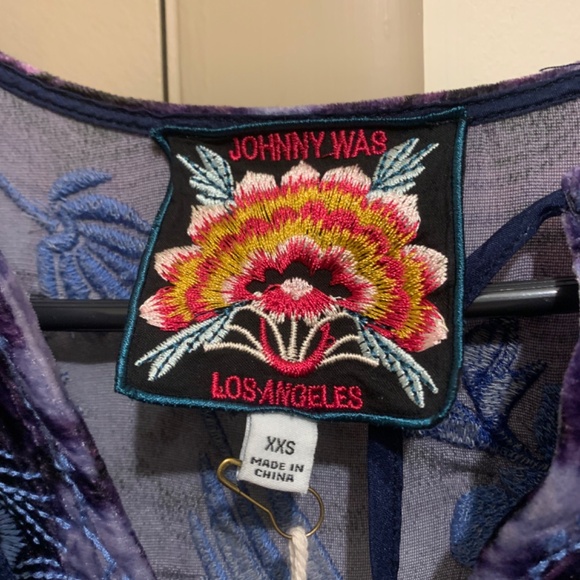 JOHNNY WAS
LOS ANGELES
XXS
MADE IN
CHINA